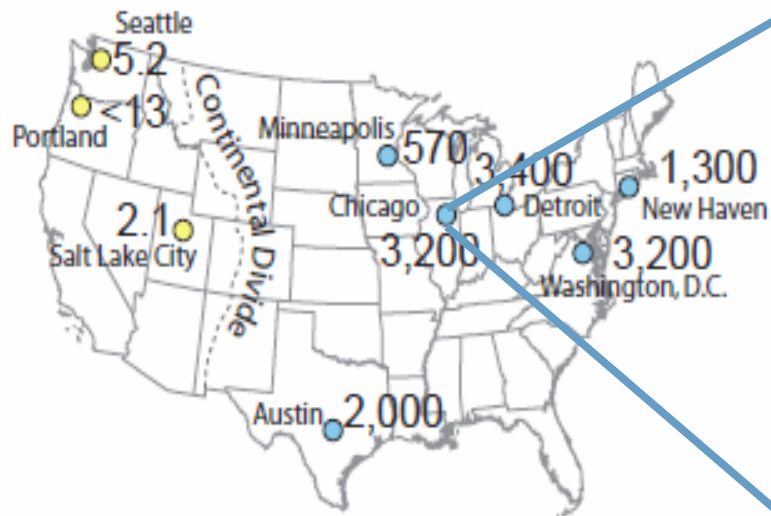 Seattle
5.2
<13
Portland
Continental Divide
Minneapolis
570
3,400
1,300
Chicago
Detroit
New Haven
2.1
Salt Lake City
3,200
3,200
Washington, D.C.
Austin
2,000